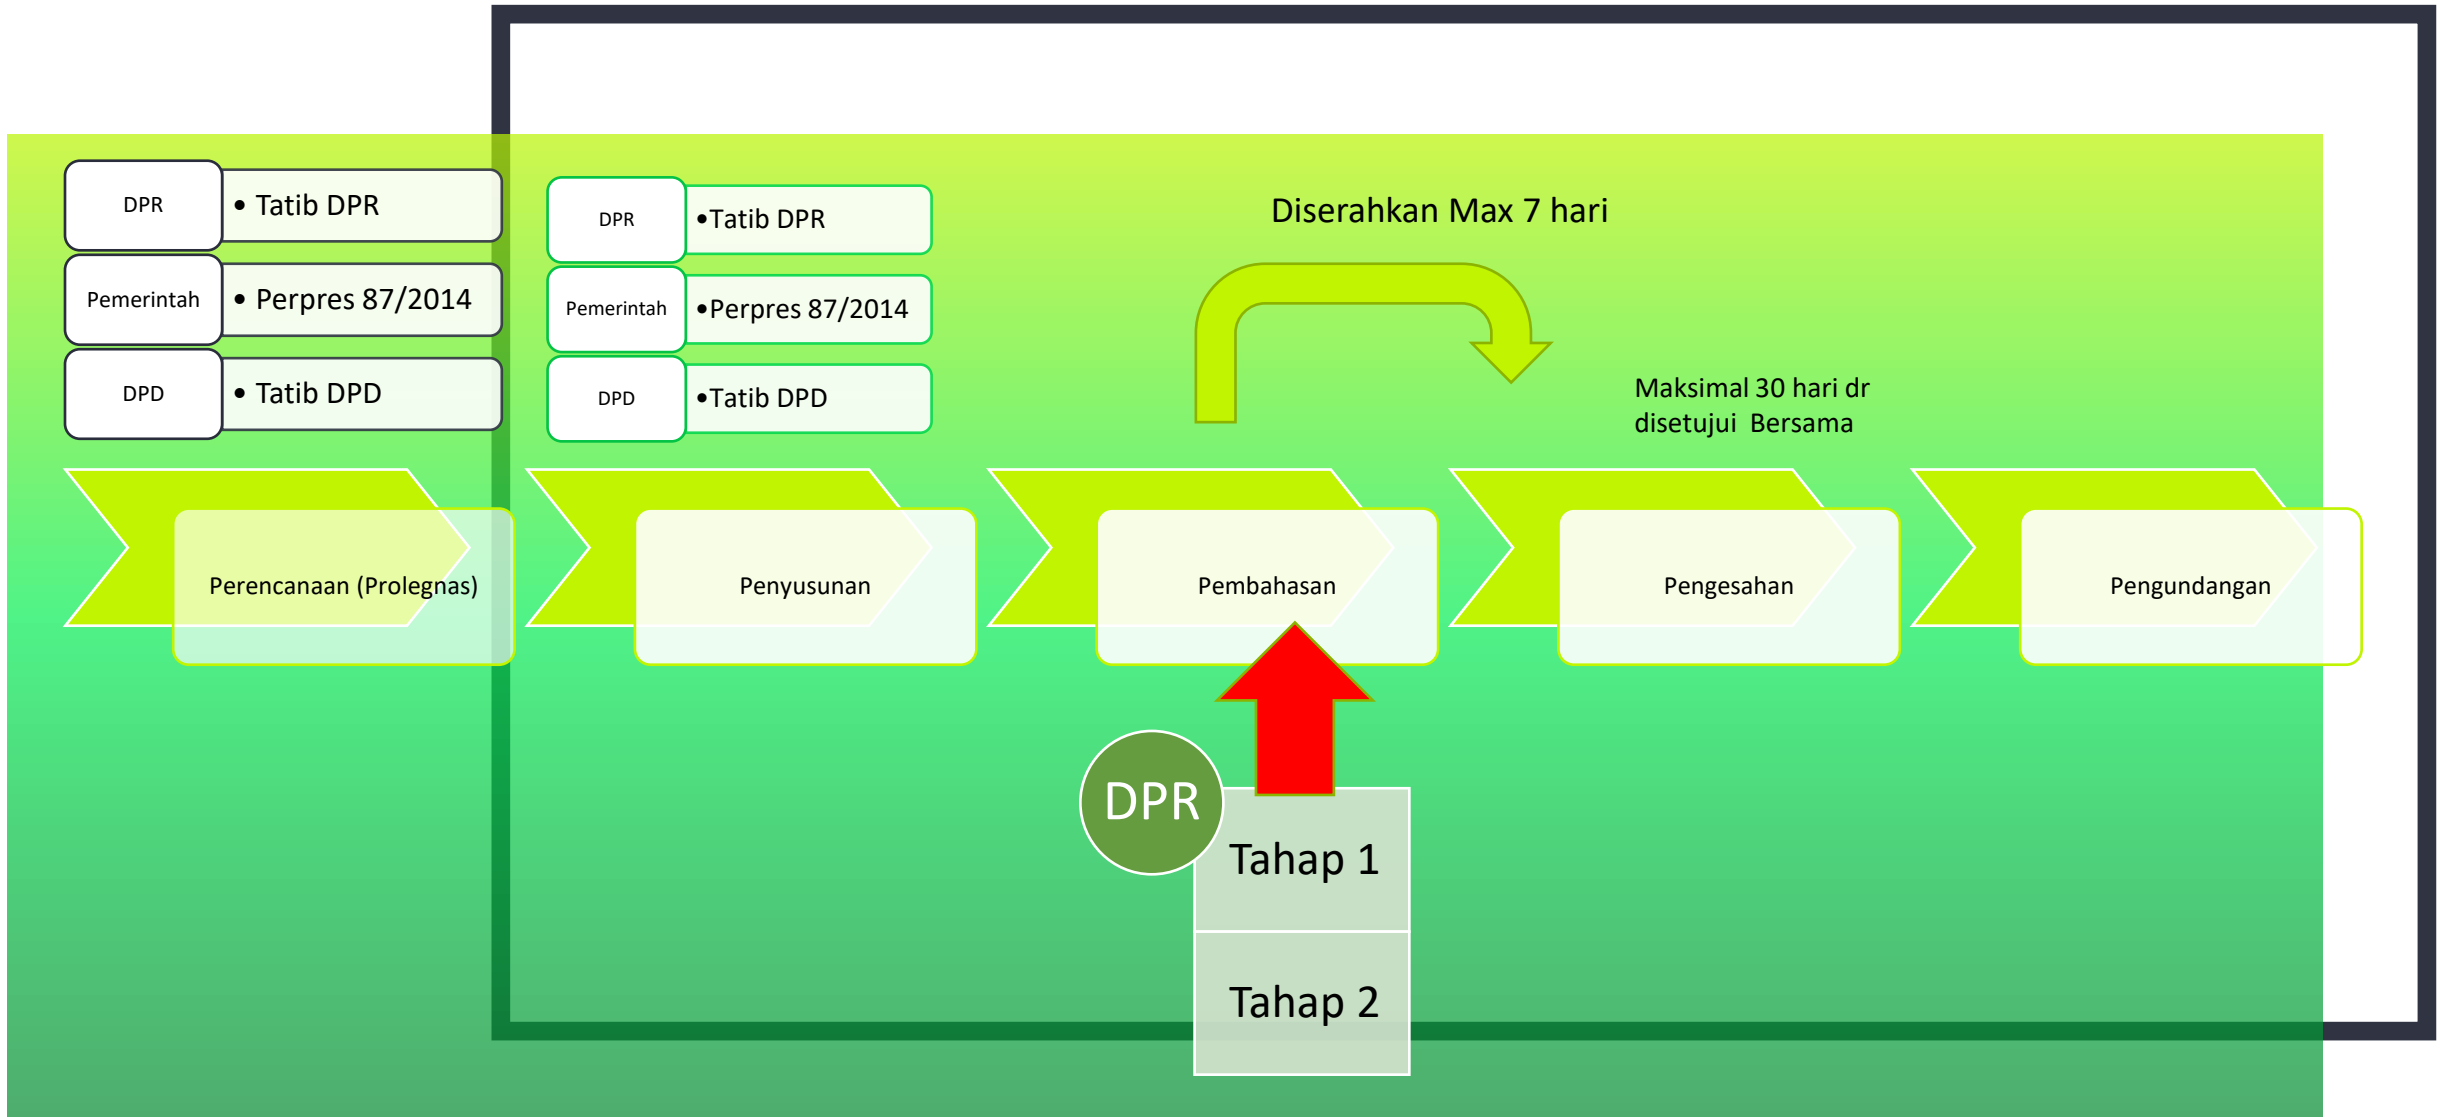 DPR
• Tatib DPR
Pemerintah
• Perpres 87/2014
DPD
• Tatib DPD
DPR
•Tatib DPR
Pemerintah
•Perpres 87/2014
DPD
•Tatib DPD
Diserahkan Max 7 hari
Maksimal 30 hari dr
disetujui Bersama
Perencanaan (Prolegnas)
Penyusunan
Pembahasan
Pengesahan
Pengundangan
DPR
Tahap 1
Tahap 2